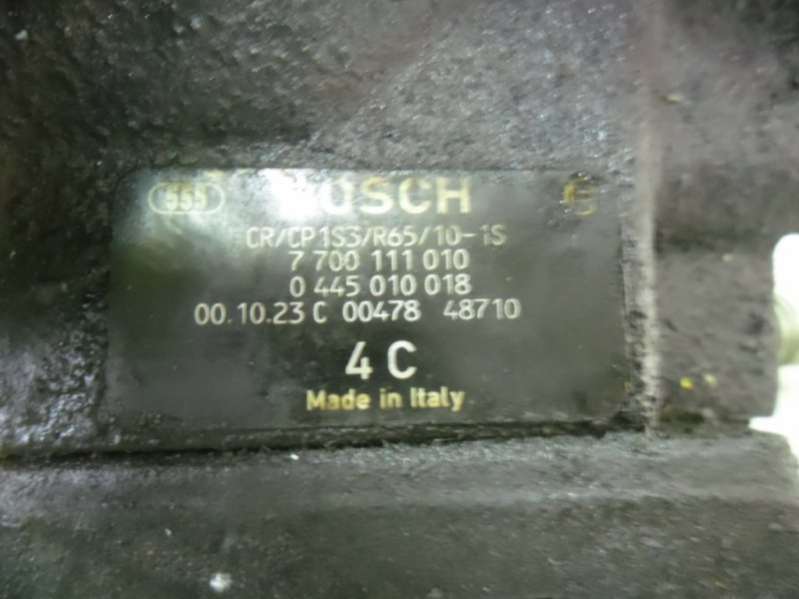 555 BOSCH
CR/CP1S3/R65/10-1S
7 700 111 010
0 445 010 018
00.10.23 C 00478 48710
4 C
Made in Italy